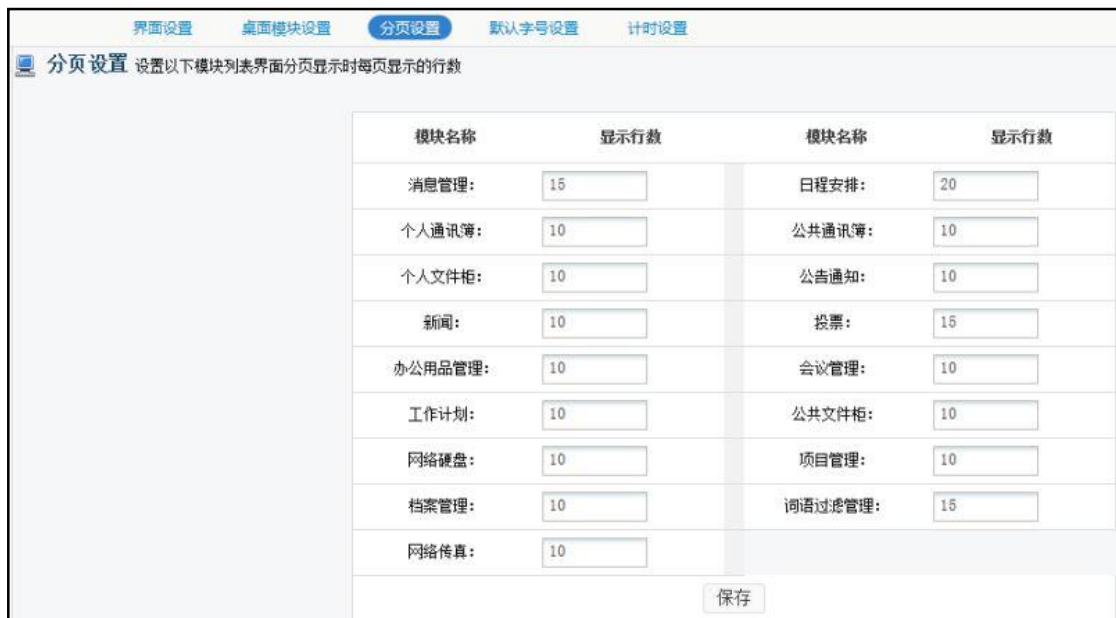 界面设置 桌面模块设置 分页设置 默认字号设置 计时设置
分页设置 设置以下模块列表界面分页显示时每页显示的行数
模块名称 显示行数 模块名称 显示行数
消息管理： 15 日程安排： 20
个人通讯簿： 10 公共通讯簿： 10
个人文件柜： 10 公告通知： 10
新闻： 10 投票： 15
办公用品管理： 10 会议管理： 10
工作计划： 10 公共文件柜： 10
网络硬盘： 10 项目管理： 10
档案管理： 10 词语过滤管理： 15
网络传真： 10
保存